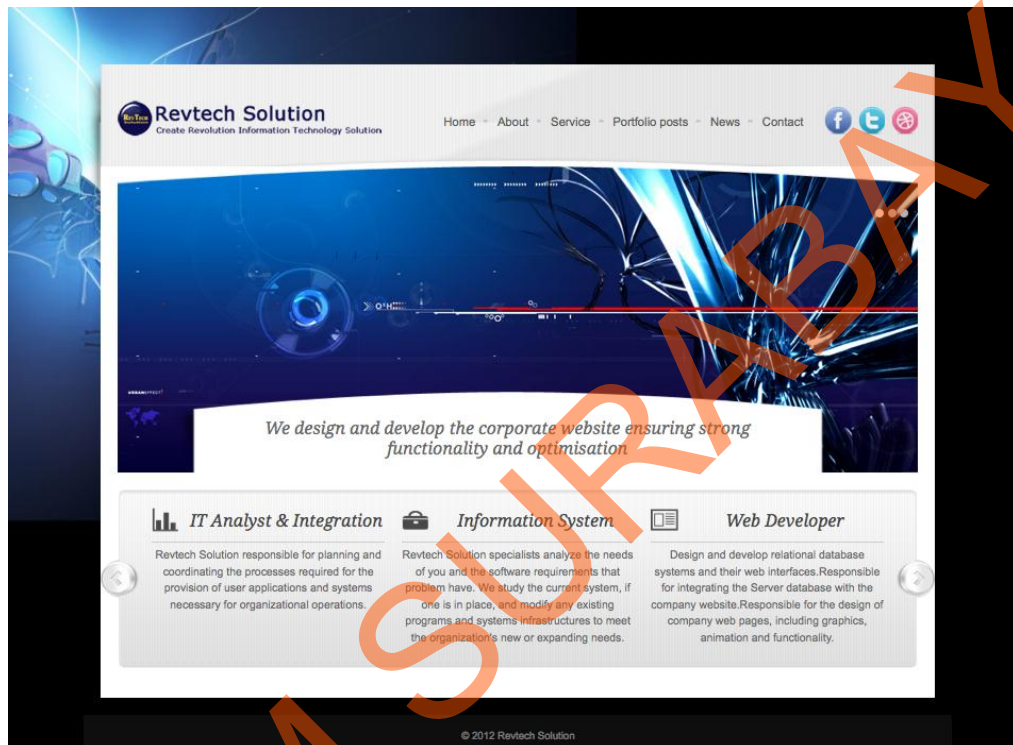 RevTech
Revtech Solution
Create Revolution Information Technology Solution
Home About Service Portfolio posts News Contact
We design and develop the corporate website ensuring strong
functionality and optimisation
IT Analyst & Integration
Revtech Solution responsible for planning and
coordinating the processes required for the
provision of user applications and systems
necessary for organizational operations.
Information System
Revtech Solution specialists analyze the needs
of you and the software requirements that
problem have. We study the current system, if
one is in place, and modify any existing
programs and systems infrastructures to meet
the organization's new or expanding needs.
Web Developer
Design and develop relational database
systems and their web interfaces.Responsible
for integrating the Server database with the
company website.Responsible for the design of
company web pages, including graphics,
animation and functionality.
© 2012 Revtech Solution
M SURABAY